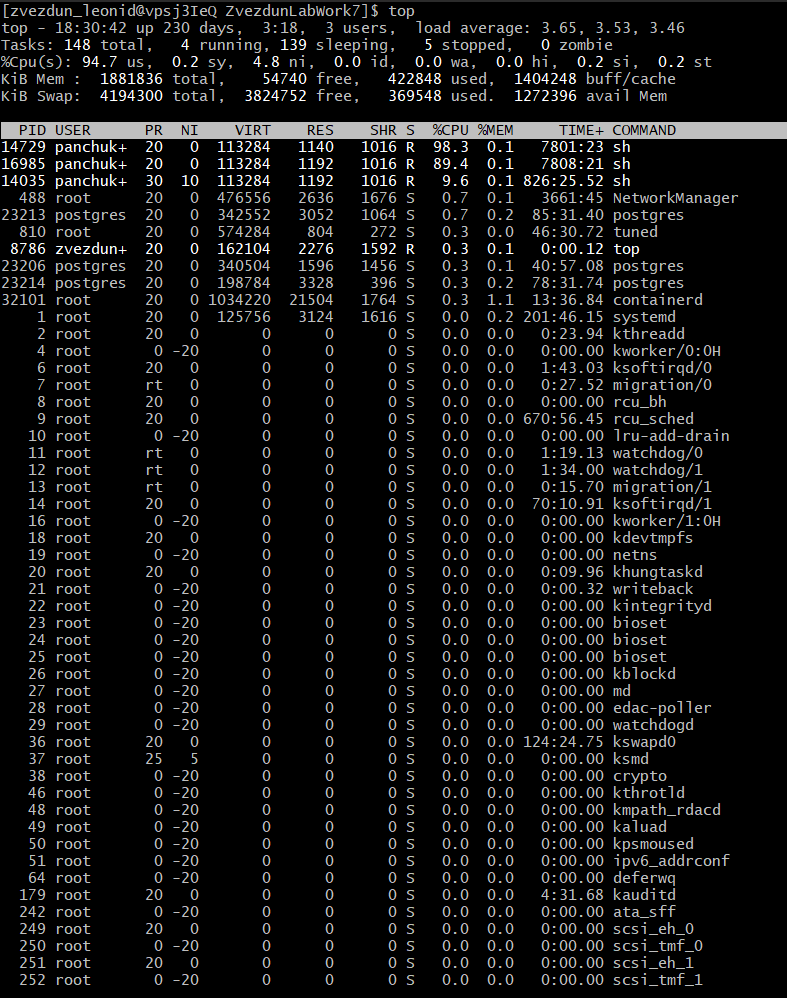 [zvezdun_leonid@vpsj3IeQ ZvezdunLabWork7]$ top
top - 18:30:42 up 230 days,  3:18,  3 users,  load average: 3.65, 3.53, 3.46
Tasks: 148 total,   4 running, 139 sleeping,   5 stopped,   0 zombie
%Cpu(s): 94.7 us,  0.2 sy,  4.8 ni,  0.0 id,  0.0 wa,  0.0 hi,  0.2 si,  0.2 st
KiB Mem :  1881836 total,    54740 free,   422848 used,  1404248 buff/cache
KiB Swap:  4194300 total,  3824752 free,   369548 used.  1272396 avail Mem
  PID USER      PR  NI    VIRT    RES    SHR S  %CPU %MEM     TIME+ COMMAND
14729 panchuk+  20   0  113284   1140   1016 R  98.3  0.1   7801:23 sh
16985 panchuk+  20   0  113284   1192   1016 R  89.4  0.1   7808:21 sh
14035 panchuk+  30  10  113284   1192   1016 R   9.6  0.1 826:25.52 sh
  488 root      20   0  476556   2636   1676 S   0.7  0.1   3661:45 NetworkManager
23213 postgres  20   0  342552   3052   1064 S   0.7  0.2  85:31.40 postgres
  810 root      20   0  574284    804    272 S   0.3  0.0  46:30.72 tuned
 8786 zvezdun+  20   0  162104   2276   1592 R   0.3  0.1   0:00.12 top
23206 postgres  20   0  340504   1596   1456 S   0.3  0.1  40:57.08 postgres
23214 postgres  20   0  198784   3328    396 S   0.3  0.2  78:31.74 postgres
32101 root      20   0 1034220  21504   1764 S   0.3  1.1  13:36.84 containerd
    1 root      20   0  125756   3124   1616 S   0.0  0.2 201:46.15 systemd
    2 root      20   0       0      0      0 S   0.0  0.0   0:23.94 kthreadd
    4 root       0 -20       0      0      0 S   0.0  0.0   0:00.00 kworker/0:0H
    6 root      20   0       0      0      0 S   0.0  0.0   1:43.03 ksoftirqd/0
    7 root      rt   0       0      0      0 S   0.0  0.0   0:27.52 migration/0
    8 root      20   0       0      0      0 S   0.0  0.0   0:00.00 rcu_bh
    9 root      20   0       0      0      0 S   0.0  0.0 670:56.45 rcu_sched
   10 root       0 -20       0      0      0 S   0.0  0.0   0:00.00 lru-add-drain
   11 root      rt   0       0      0      0 S   0.0  0.0   1:19.13 watchdog/0
   12 root      rt   0       0      0      0 S   0.0  0.0   1:34.00 watchdog/1
   13 root      rt   0       0      0      0 S   0.0  0.0   0:15.70 migration/1
   14 root      20   0       0      0      0 S   0.0  0.0  70:10.91 ksoftirqd/1
   16 root       0 -20       0      0      0 S   0.0  0.0   0:00.00 kworker/1:0H
   18 root      20   0       0      0      0 S   0.0  0.0   0:00.00 kdevtmpfs
   19 root       0 -20       0      0      0 S   0.0  0.0   0:00.00 netns
   20 root      20   0       0      0      0 S   0.0  0.0   0:09.96 khungtaskd
   21 root       0 -20       0      0      0 S   0.0  0.0   0:00.32 writeback
   22 root       0 -20       0      0      0 S   0.0  0.0   0:00.00 kintegrityd
   23 root       0 -20       0      0      0 S   0.0  0.0   0:00.00 bioset
   24 root       0 -20       0      0      0 S   0.0  0.0   0:00.00 bioset
   25 root       0 -20       0      0      0 S   0.0  0.0   0:00.00 bioset
   26 root       0 -20       0      0      0 S   0.0  0.0   0:00.00 kblockd
   27 root       0 -20       0      0      0 S   0.0  0.0   0:00.00 md
   28 root       0 -20       0      0      0 S   0.0  0.0   0:00.00 edac-poller
   29 root       0 -20       0      0      0 S   0.0  0.0   0:00.00 watchdogd
   36 root      20   0       0      0      0 S   0.0  0.0 124:24.75 kswapd0
   37 root      25   5       0      0      0 S   0.0  0.0   0:00.00 ksmd
   38 root       0 -20       0      0      0 S   0.0  0.0   0:00.00 crypto
   46 root       0 -20       0      0      0 S   0.0  0.0   0:00.00 kthrotld
   48 root       0 -20       0      0      0 S   0.0  0.0   0:00.00 kmpath_rdacd
   49 root       0 -20       0      0      0 S   0.0  0.0   0:00.00 kaluad
   50 root       0 -20       0      0      0 S   0.0  0.0   0:00.00 kpsmoused
   51 root       0 -20       0      0      0 S   0.0  0.0   0:00.00 ipv6_addrconf
   64 root       0 -20       0      0      0 S   0.0  0.0   0:00.00 deferwq
  179 root      20   0       0      0      0 S   0.0  0.0   4:31.68 kauditd
  242 root       0 -20       0      0      0 S   0.0  0.0   0:00.00 ata_sff
  249 root      20   0       0      0      0 S   0.0  0.0   0:00.00 scsi_eh_0
  250 root       0 -20       0      0      0 S   0.0  0.0   0:00.00 scsi_tmf_0
  251 root      20   0       0      0      0 S   0.0  0.0   0:00.00 scsi_eh_1
  252 root       0 -20       0      0      0 S   0.0  0.0   0:00.00 scsi_tmf_1